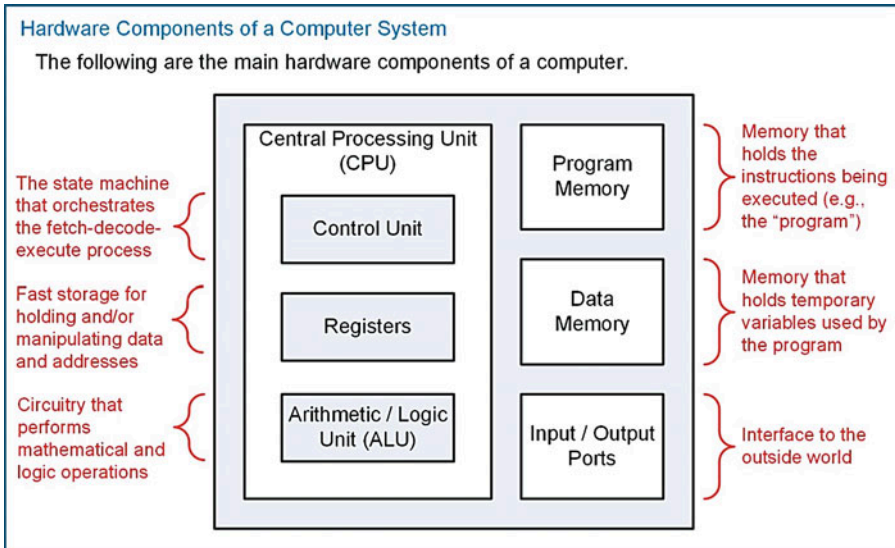 Hardware Components of a Computer System
The following are the main hardware components of a computer.
Central Processing Unit
(CPU)
Control Unit
Registers
Arithmetic / Logic
Unit (ALU)
Program
Memory
Data
Memory
Input / Output
Ports
The state machine
that orchestrates
the fetch-decode-
execute process
Fast storage for
holding and/or
manipulating data
and addresses
Circuitry that
performs
mathematical and
logic operations
Memory that
holds the
instructions being
executed (e.g.,
the “program”)
Memory that
holds temporary
variables used by
the program
Interface to the
outside world